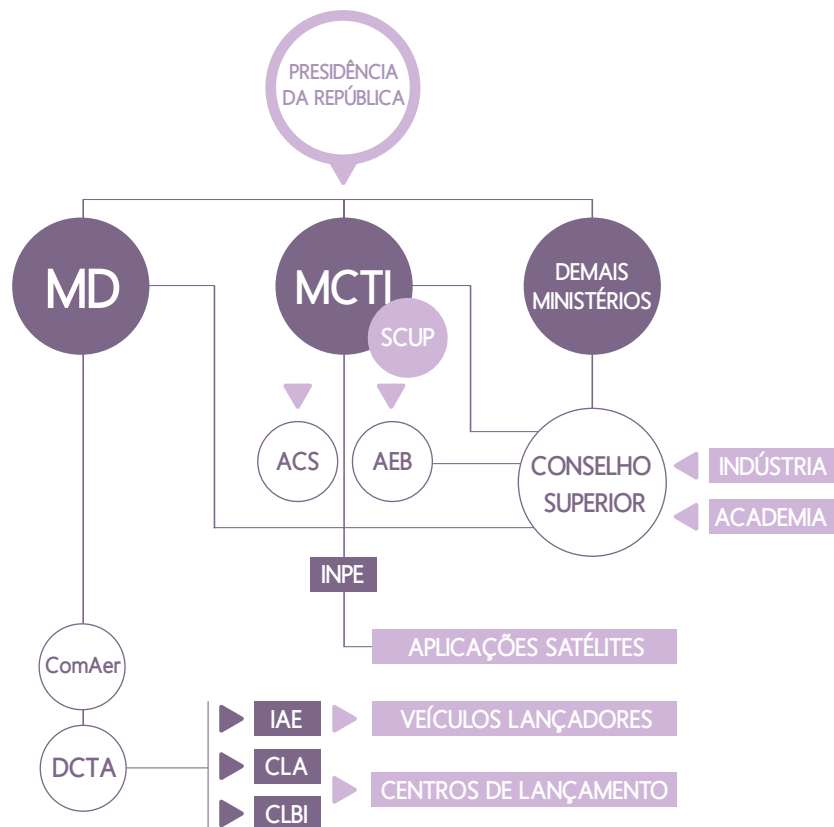 PRESIDÊNCIA
DA REPÚBLICA
MD
MCTI
SCUP
DEMAIS
MINISTÉRIOS
ACS
AEB
CONSELHO
SUPERIOR
INDÚSTRIA
ACADEMIA
INPE
APLICAÇÕES SATÉLITES
ComAer
DCTA
IAE
VEÍCULOS LANÇADORES
CLA
CLBI
CENTROS DE LANÇAMENTO